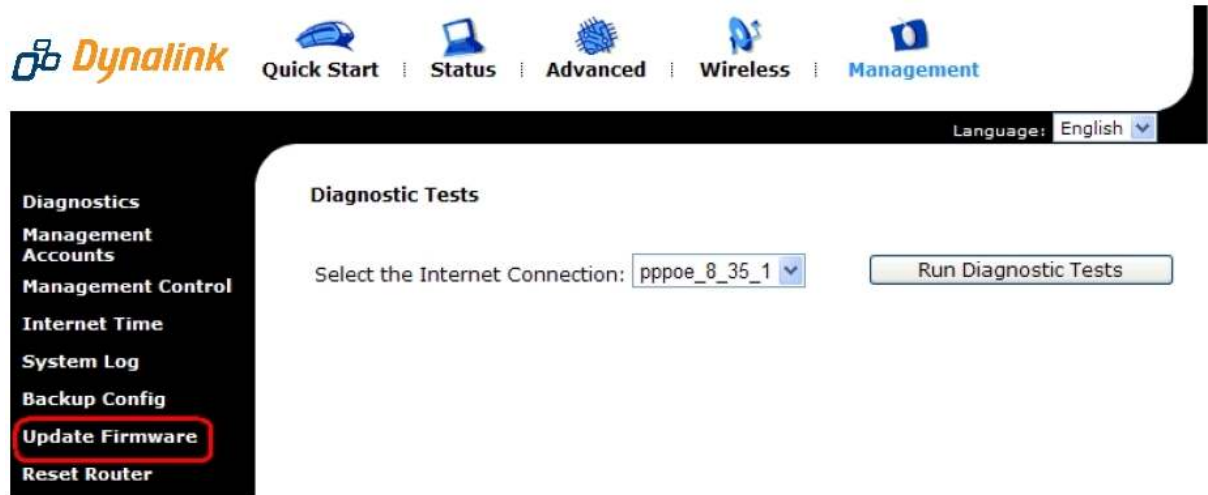 Dynalink
Quick Start
Status
Advanced
Wireless
Management
Language: English
Diagnostics
Management
Accounts
Management Control
Internet Time
System Log
Backup Config
Update Firmware
Reset Router
Diagnostic Tests
Select the Internet Connection: pppoe_8_35_1 Run Diagnostic Tests